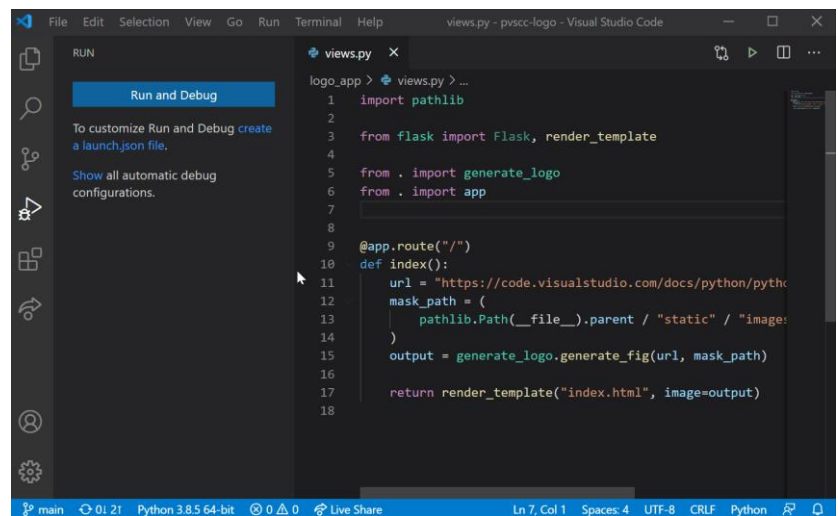 File Edit Selection View Go Run Terminal Help views.py - pvscc-logo - Visual Studio Code
RUN
Run and Debug
To customize Run and Debug create
a launch.json file.
Show all automatic debug
configurations.
views.py
logo_app > views.py > ...
1 import pathlib
2
3 from flask import Flask, render_template
4
5 from . import generate_logo
6 from . import app
7
8
9 @app.route("/")
10 def index():
11 url = "https://code.visualstudio.com/docs/python/pytho
12 mask_path = (
13 pathlib.Path(__file__).parent / "static" / "images
14 )
15 output = generate_logo.generate_fig(url, mask_path)
16
17 return render_template("index.html", image=output)
18
main 0↓ 2↑ Python 3.8.5 64-bit 0 0 Live Share Ln 7, Col 1 Spaces: 4 UTF-8 CRLF Python